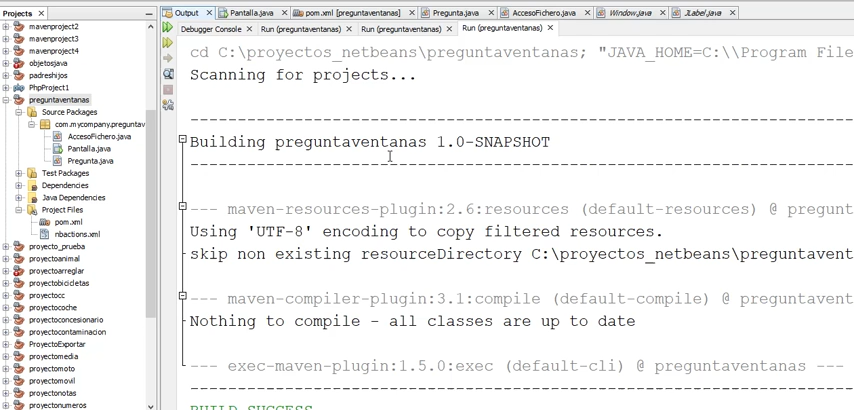 Projects
mavenproject2
mavenproject3
mavenproject4
objetosjava
padreshijos
PhpProject1
preguntaventanas
Source Packages
com.mycompany.preguntav
AccesoFichero.java
Pantalla.java
Pregunta.java
Test Packages
Dependencies
Java Dependencies
Project Files
pom.xml
nbactions.xml
proyecto_prueba
proyectoanimal
proyectoarreglar
proyectobicicletas
proyectocc
proyectocoche
proyectoconcesionario
proyectocontaminacion
ProyectoExportar
proyectomedia
proyectomoto
proyectomovil
proyectonotas
proyectonumeros
Output Pantalla.java pom.xml [preguntaventanas] Pregunta.java AccesoFichero.java Window.java JLabel.java
Debugger Console Run (preguntaventanas) Run (preguntaventanas) Run (preguntaventanas)
cd C:\proyectos_netbeans\preguntaventanas; "JAVA_HOME=C:\\Program File
Scanning for projects...
------------------------------------------------------------------------
Building preguntaventanas 1.0-SNAPSHOT
------------------------------------------------------------------------
--- maven-resources-plugin:2.6:resources (default-resources) @ pregunt
Using 'UTF-8' encoding to copy filtered resources.
skip non existing resourceDirectory C:\proyectos_netbeans\preguntavent
--- maven-compiler-plugin:3.1:compile (default-compile) @ preguntavent
Nothing to compile - all classes are up to date
--- exec-maven-plugin:1.5.0:exec (default-cli) @ preguntaventanas ---
------------------------------------------------------------------------
BUILD SUCCESS